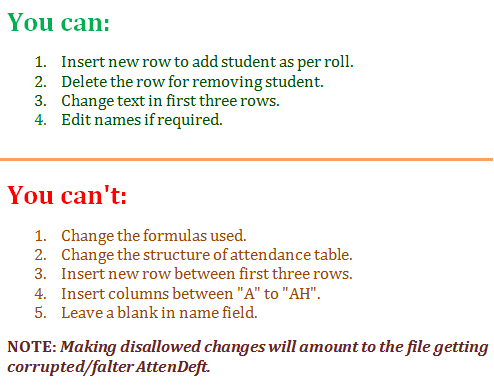 You can:
1. Insert new row to add student as per roll.
2. Delete the row for removing student.
3. Change text in first three rows.
4. Edit names if required.
You can't:
1. Change the formulas used.
2. Change the structure of attendance table.
3. Insert new row between first three rows.
4. Insert columns between "A" to "AH".
5. Leave a blank in name field.
NOTE: Making disallowed changes will amount to the file getting
corrupted/falter AttenDeft.